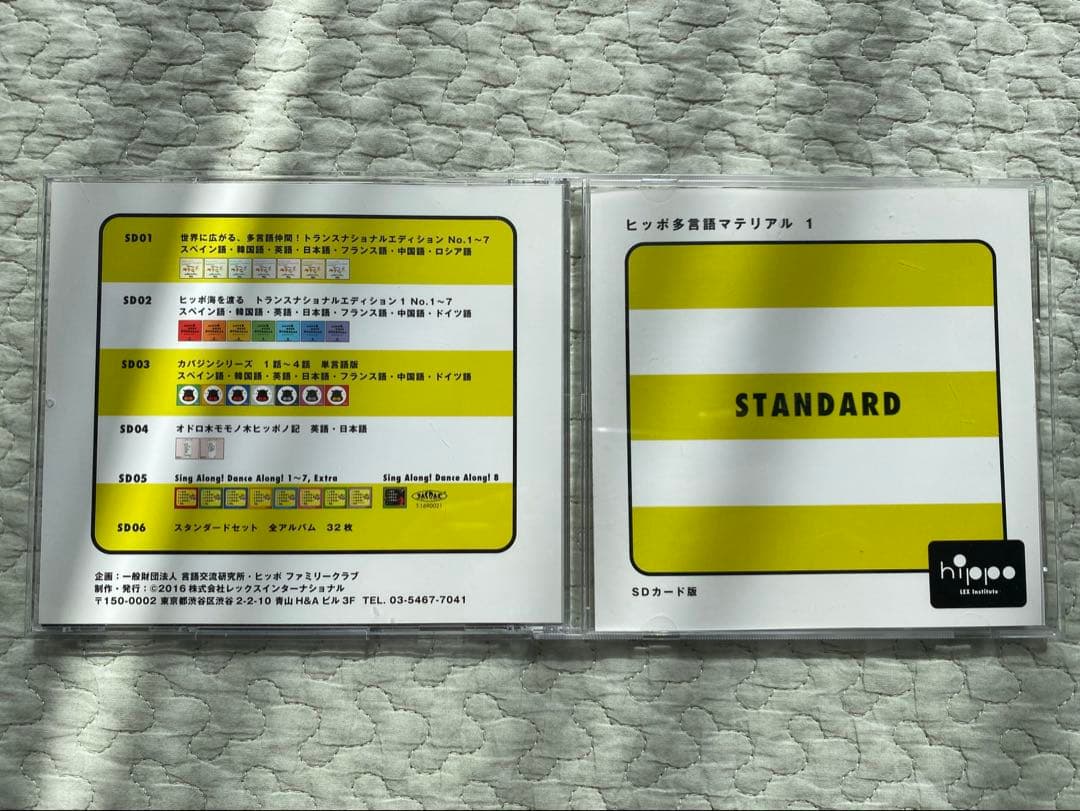 SD01 世界に広がる、多言語仲間！トランスナショナルエディション No.1〜7
スペイン語・韓国語・英語・日本語・フランス語・中国語・ロシア語
SD02 ヒッポ海を渡る トランスナショナルエディション1 No.1〜7
スペイン語・韓国語・英語・日本語・フランス語・中国語・ドイツ語
SD03 カバジンシリーズ 1話〜4話 単言語版
スペイン語・韓国語・英語・日本語・フランス語・中国語・ドイツ語
SD04 オドロ木モモノ木ヒッポノ記 英語・日本語
SD05 Sing Along! Dance Along! 1〜7, Extra Sing Along! Dance Along! 8
JASRAC
SD06 スタンダードセット 全アルバム 32枚
企画：一般財団法人 言語交流研究所・ヒッポ ファミリークラブ
制作・発行：©2016 株式会社レックスインターナショナル
〒150-0002 東京都渋谷区渋谷 2-2-10 青山 H&A ビル 3F TEL. 03-5467-7041
ヒッポ多言語マテリアル 1
STANDARD
SDカード版
hippo
LEX Institute